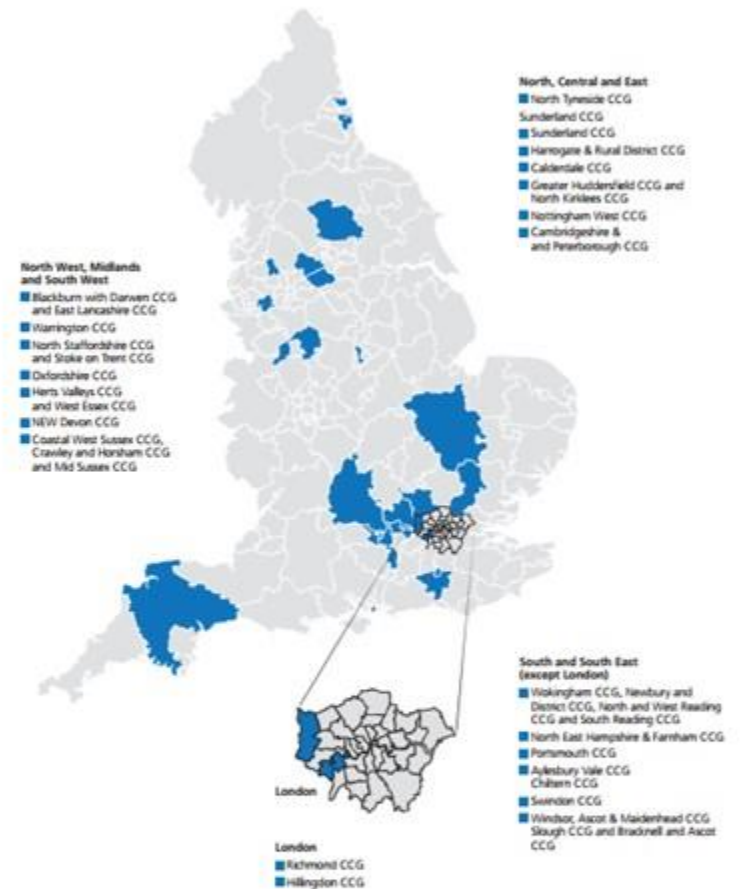 North, Central and East
North Tyneside CCG
Sunderland CCG
Sunderland CCG
Harrogate & Rural District CCG
Calderdale CCG
Greater Huddersfield CCG and
North Kirklees CCG
Nottingham West CCG
Cambridgeshire &
and Peterborough CCG
North West, Midlands
and South West
Blackburn with Darwen CCG
and East Lancashire CCG
Warrington CCG
North Staffordshire CCG
and Stoke on Trent CCG
Oxfordshire CCG
Herts Valleys CCG
and West Essex CCG
NEW Devon CCG
Coastal West Sussex CCG,
Crawley and Horsham CCG
and Mid Sussex CCG
South and South East
(except London)
Wokingham CCG, Newbury and
District CCG, North and West Reading
CCG and South Reading CCG
North East Hampshire & Farnham CCG
Portsmouth CCG
Aylesbury Vale CCG
Chiltern CCG
Swindon CCG
Windsor, Ascot & Maidenhead CCG
Slough CCG and Bracknell and Ascot
CCG
London
London
Richmond CCG
Hillingdon CCG